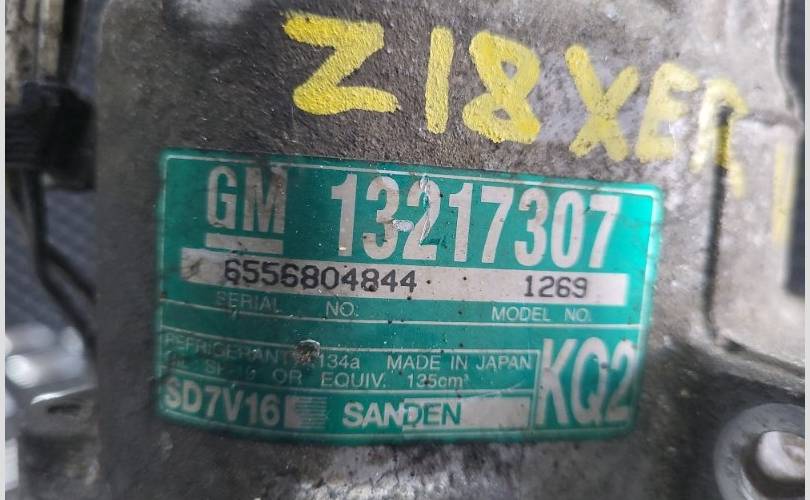 Z18XER
GM 13217307
6556804844 1269
SERIAL NO. MODEL NO.
REFRIGERANT 134a MADE IN JAPAN
OR EQUIV. 135cm³
KQ2
SD7V16 SANDEN